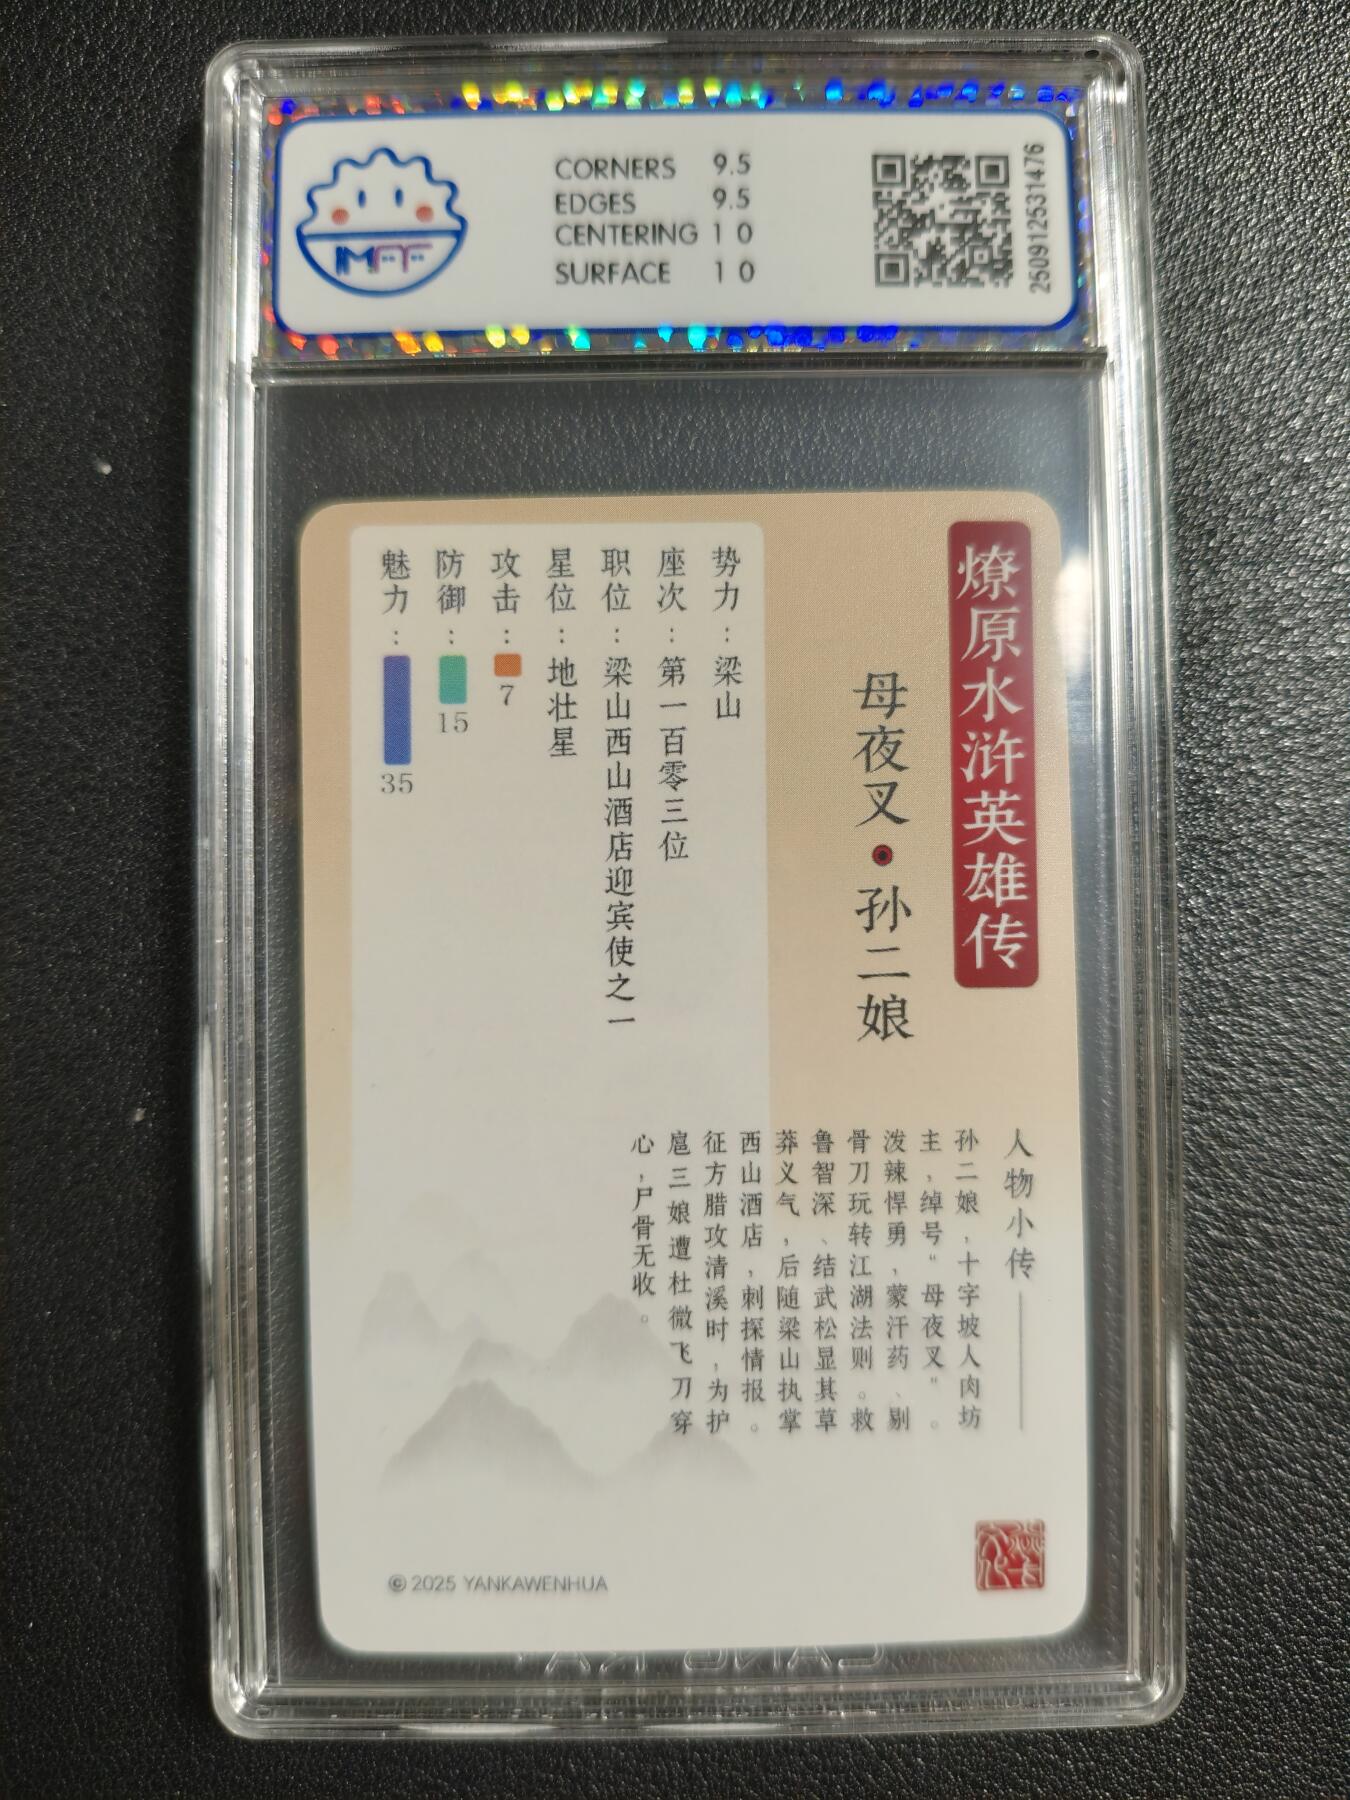 IMAF
CORNERS 9.5
EDGES 9.5
CENTERING 10
SURFACE 10
250912531476
燎原水浒英雄传
母夜叉·孙二娘
势力：梁山
座次：第一百零三位
职位：梁山西山酒店迎宾使之一
星位：地壮星
攻击：7
防御：15
魅力：35
人物小传
孙二娘，十字坡人肉坊
主，绰号“母夜叉”。
泼辣悍勇，蒙汗药、剔
骨刀玩转江湖法则。救
鲁智深、结武松显其草
莽义气，后随梁山执掌
西山酒店，刺探情报。
征方腊攻清溪时，为护
扈三娘遭杜微飞刀穿
心，尸骨无收。
© 2025 YANKAWENHUA